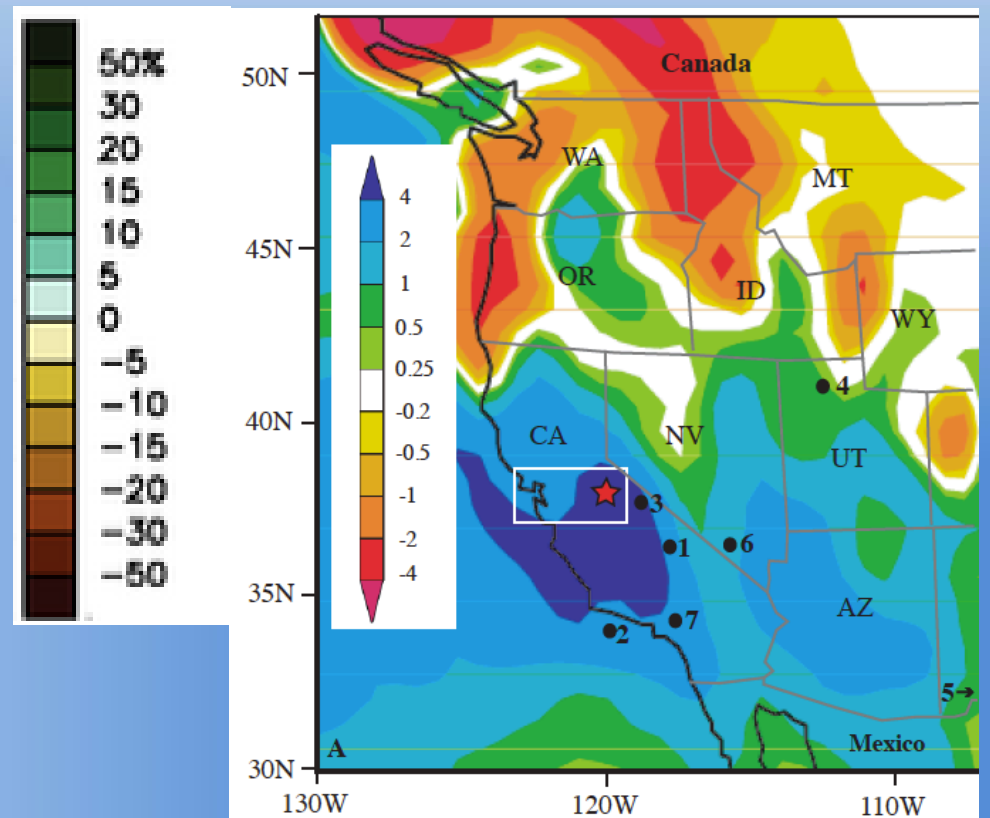 50%
30
20
15
10
5
0
−5
−10
−15
−20
−30
−50
50N
45N
40N
35N
30N
130W
120W
110W
4
2
1
0.5
0.25
-0.2
-0.5
-1
-2
-4
Canada
WA
MT
OR
ID
WY
4
CA
NV
UT
3
1
6
AZ
7
2
5→
A
Mexico